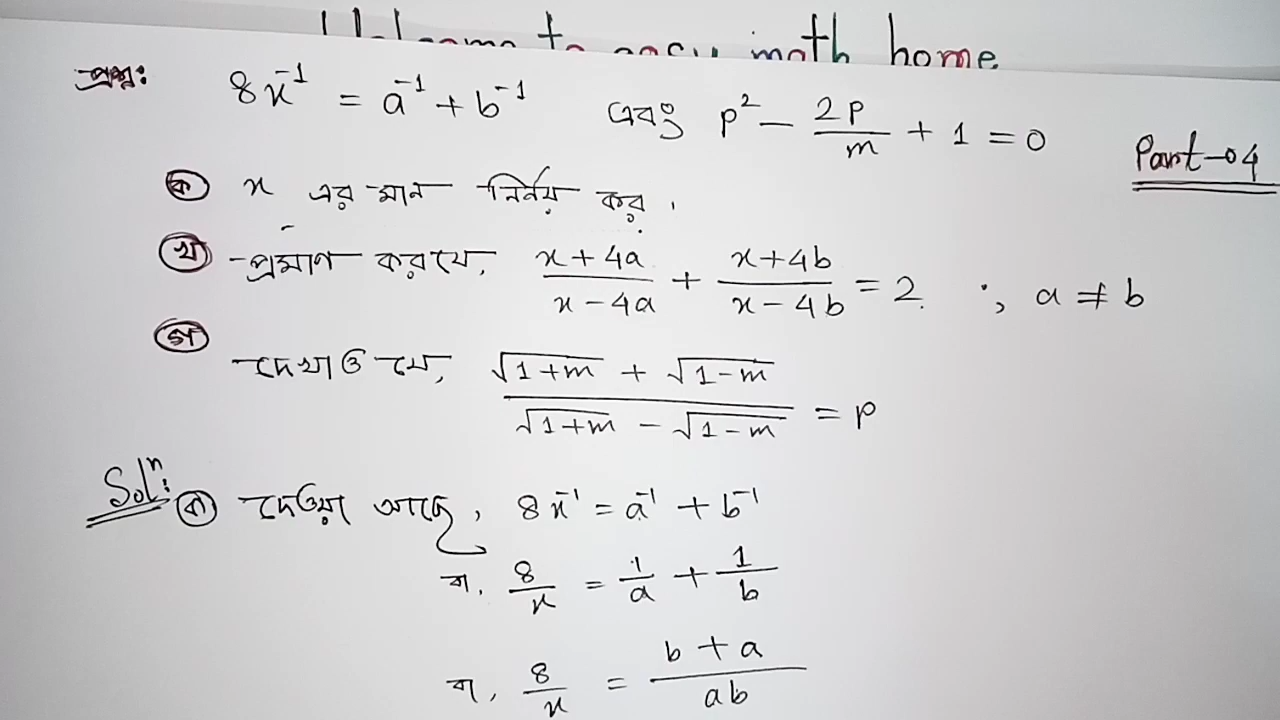 Welcome to easy math home
প্রশ্নঃ 8x⁻¹ = a⁻¹ + b⁻¹ এবং p² − 2p/m + 1 = 0
Part-04
ক x এর মান নির্নয় কর।
খ প্রমাণ কর যে, (x+4a)/(x−4a) + (x+4b)/(x−4b) = 2 ; a ≠ b
গ দেখাও যে, (√(1+m) + √(1−m))/(√(1+m) − √(1−m)) = p
Solⁿ: ক দেওয়া আছে, 8x⁻¹ = a⁻¹ + b⁻¹
বা, 8/x = 1/a + 1/b
বা, 8/x = (b+a)/ab